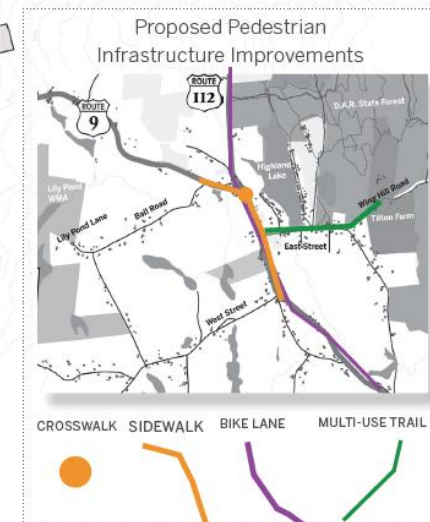 Proposed Pedestrian
Infrastructure Improvements
ROUTE
112
ROUTE
9
D.A.R. State Forest
Highland
Lake
Lily Pond
WMA
Wing Hill Road
Tilton Farm
Lily Pond Lane
Ball Road
East Street
West Street
CROSSWALK SIDEWALK BIKE LANE MULTI-USE TRAIL